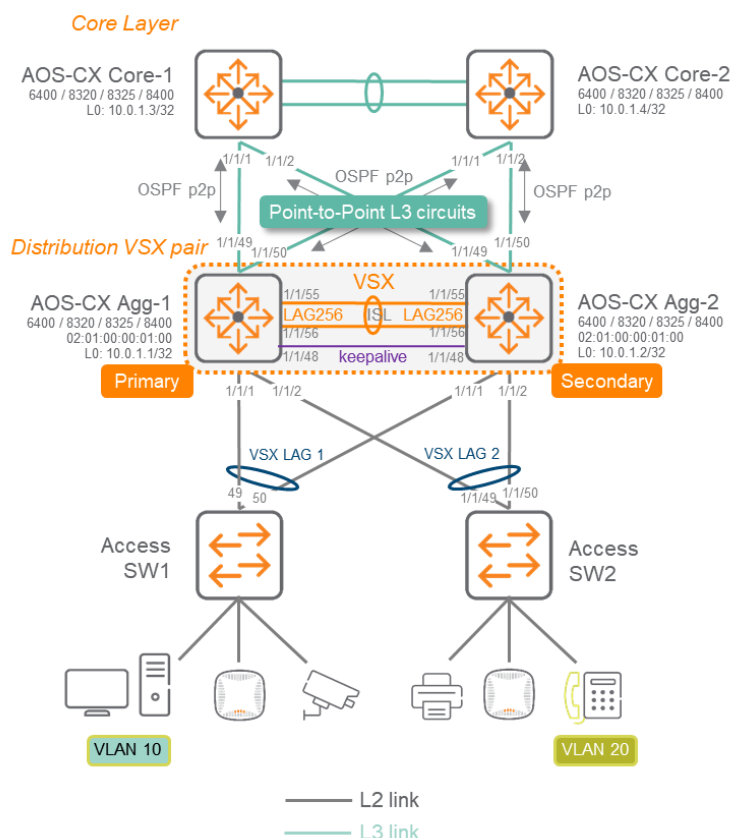 Core Layer
AOS-CX Core-1
6400 / 8320 / 8325 / 8400
L0: 10.0.1.3/32
AOS-CX Core-2
6400 / 8320 / 8325 / 8400
L0: 10.0.1.4/32
1/1/1
1/1/2
1/1/1
1/1/2
OSPF p2p
OSPF p2p
OSPF p2p
Point-to-Point L3 circuits
Distribution VSX pair
1/1/49
1/1/50
1/1/49
1/1/50
VSX
AOS-CX Agg-1
6400 / 8320 / 8325 / 8400
02:01:00:00:01:00
L0: 10.0.1.1/32
1/1/55
1/1/55
LAG256
ISL
LAG256
1/1/56
1/1/56
keepalive
1/1/48
1/1/48
AOS-CX Agg-2
6400 / 8320 / 8325 / 8400
02:01:00:00:01:00
L0: 10.0.1.2/32
Primary
Secondary
1/1/1
1/1/2
1/1/1
1/1/2
VSX LAG 1
VSX LAG 2
49
50
1/1/49
1/1/50
Access
SW1
Access
SW2
VLAN 10
VLAN 20
L2 link
L3 link